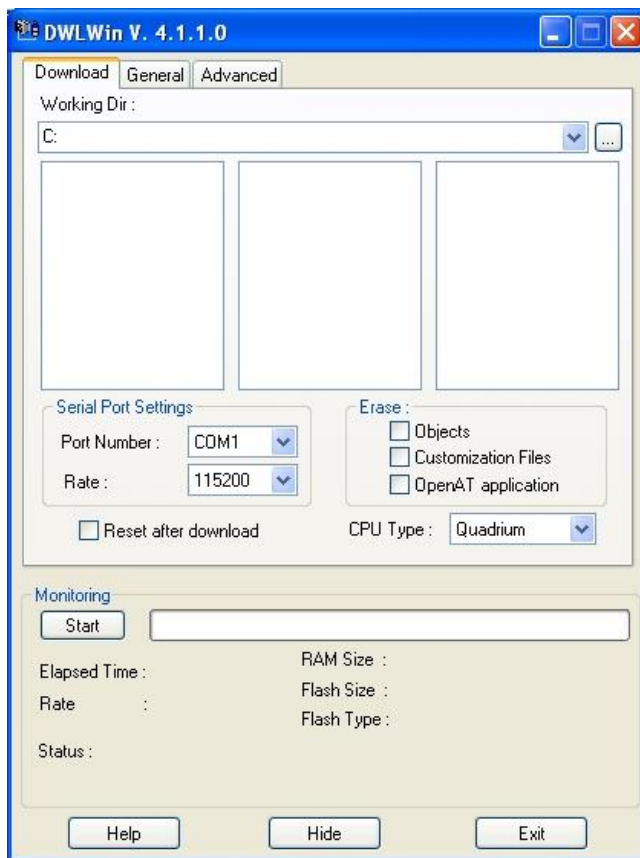 DWLWin V. 4.1.1.0
Download General Advanced
Working Dir :
C: ...
Serial Port Settings Erase :
Objects
Port Number : COM1
Customization Files
Rate : 115200
OpenAT application
Reset after download CPU Type : Quadrium
Monitoring
Start
RAM Size :
Elapsed Time :
Flash Size :
Rate :
Flash Type :
Status :
Help Hide Exit